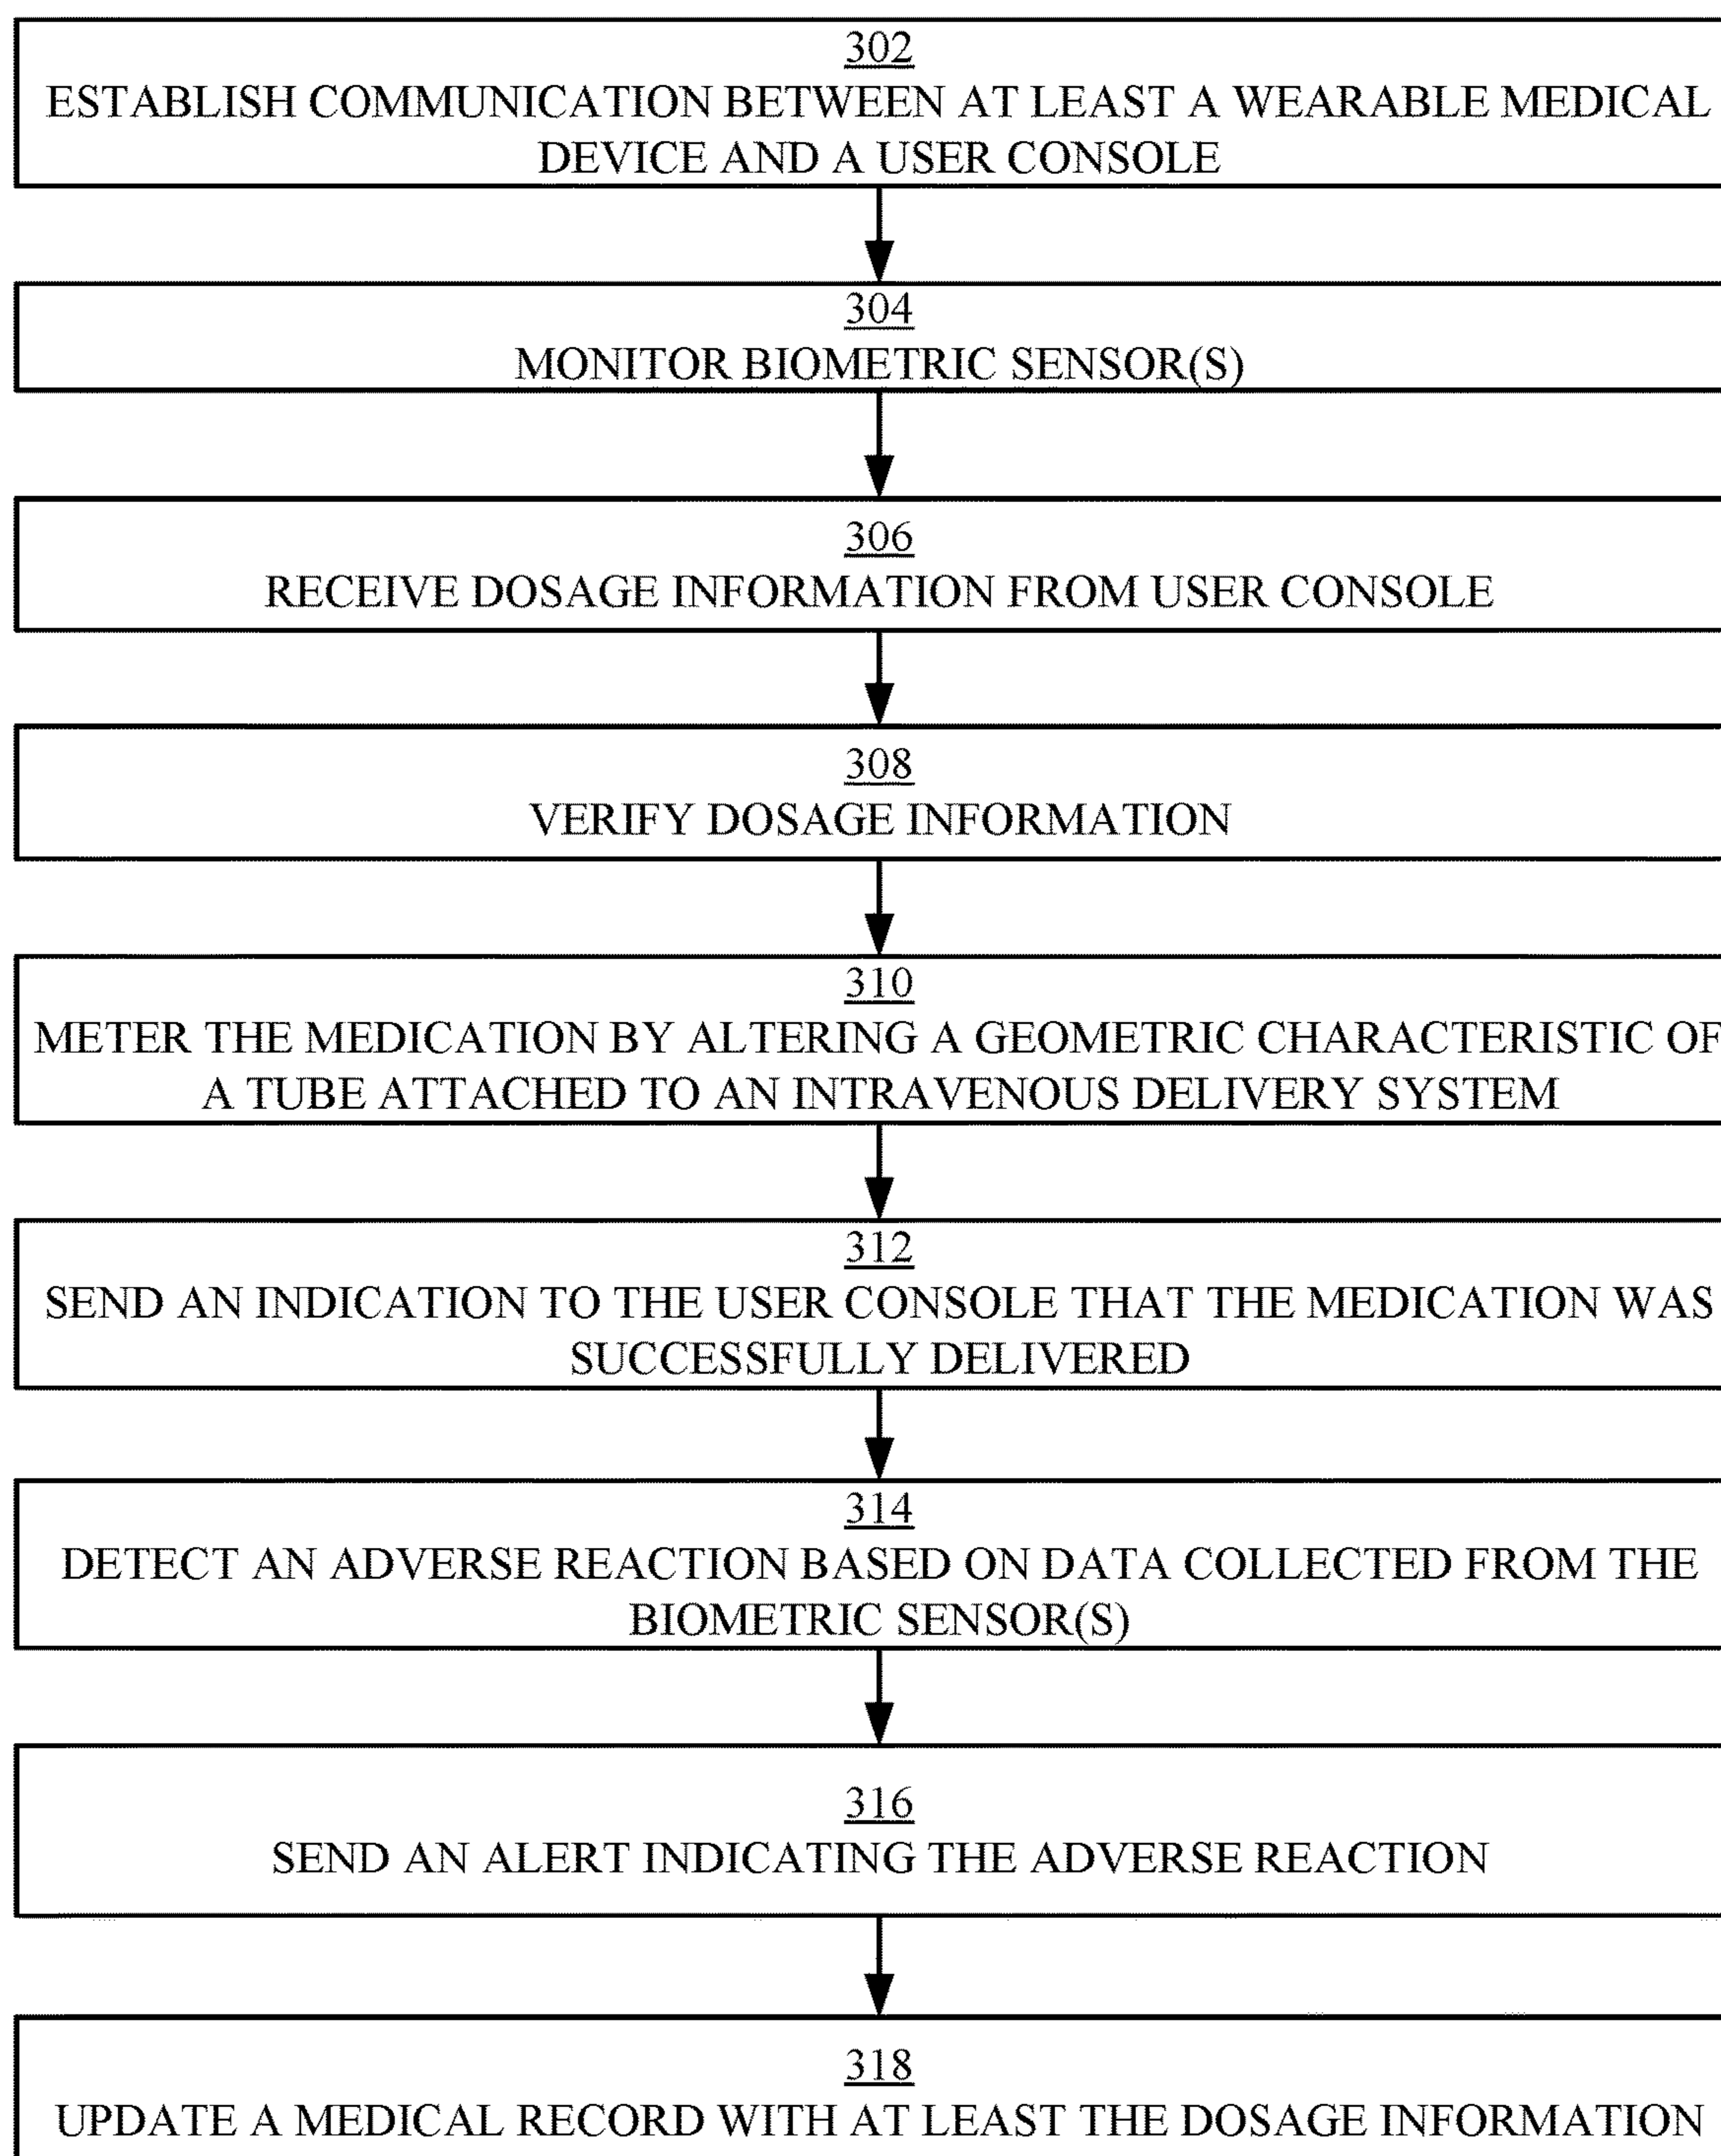 302
ESTABLISH COMMUNICATION BETWEEN AT LEAST A WEARABLE MEDICAL
DEVICE AND A USER CONSOLE
304
MONITOR BIOMETRIC SENSOR(S)
306
RECEIVE DOSAGE INFORMATION FROM USER CONSOLE
308
VERIFY DOSAGE INFORMATION
310
METER THE MEDICATION BY ALTERING A GEOMETRIC CHARACTERISTIC OF
A TUBE ATTACHED TO AN INTRAVENOUS DELIVERY SYSTEM
312
SEND AN INDICATION TO THE USER CONSOLE THAT THE MEDICATION WAS
SUCCESSFULLY DELIVERED
314
DETECT AN ADVERSE REACTION BASED ON DATA COLLECTED FROM THE
BIOMETRIC SENSOR(S)
316
SEND AN ALERT INDICATING THE ADVERSE REACTION
318
UPDATE A MEDICAL RECORD WITH AT LEAST THE DOSAGE INFORMATION